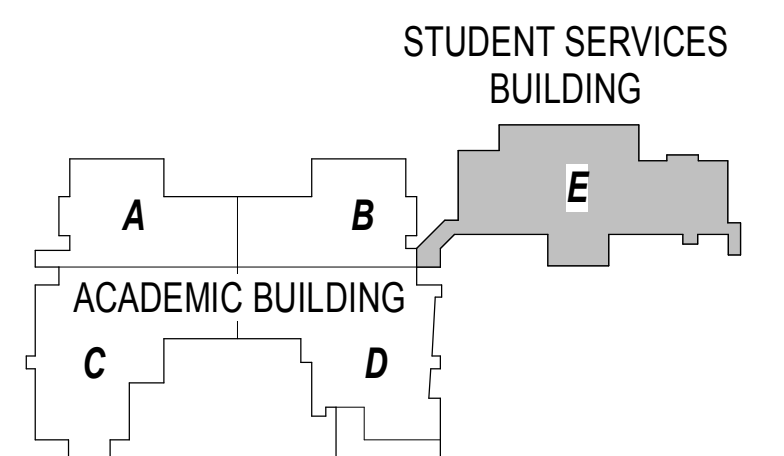 STUDENT SERVICES
BUILDING
E
A
B
ACADEMIC BUILDING
C
D